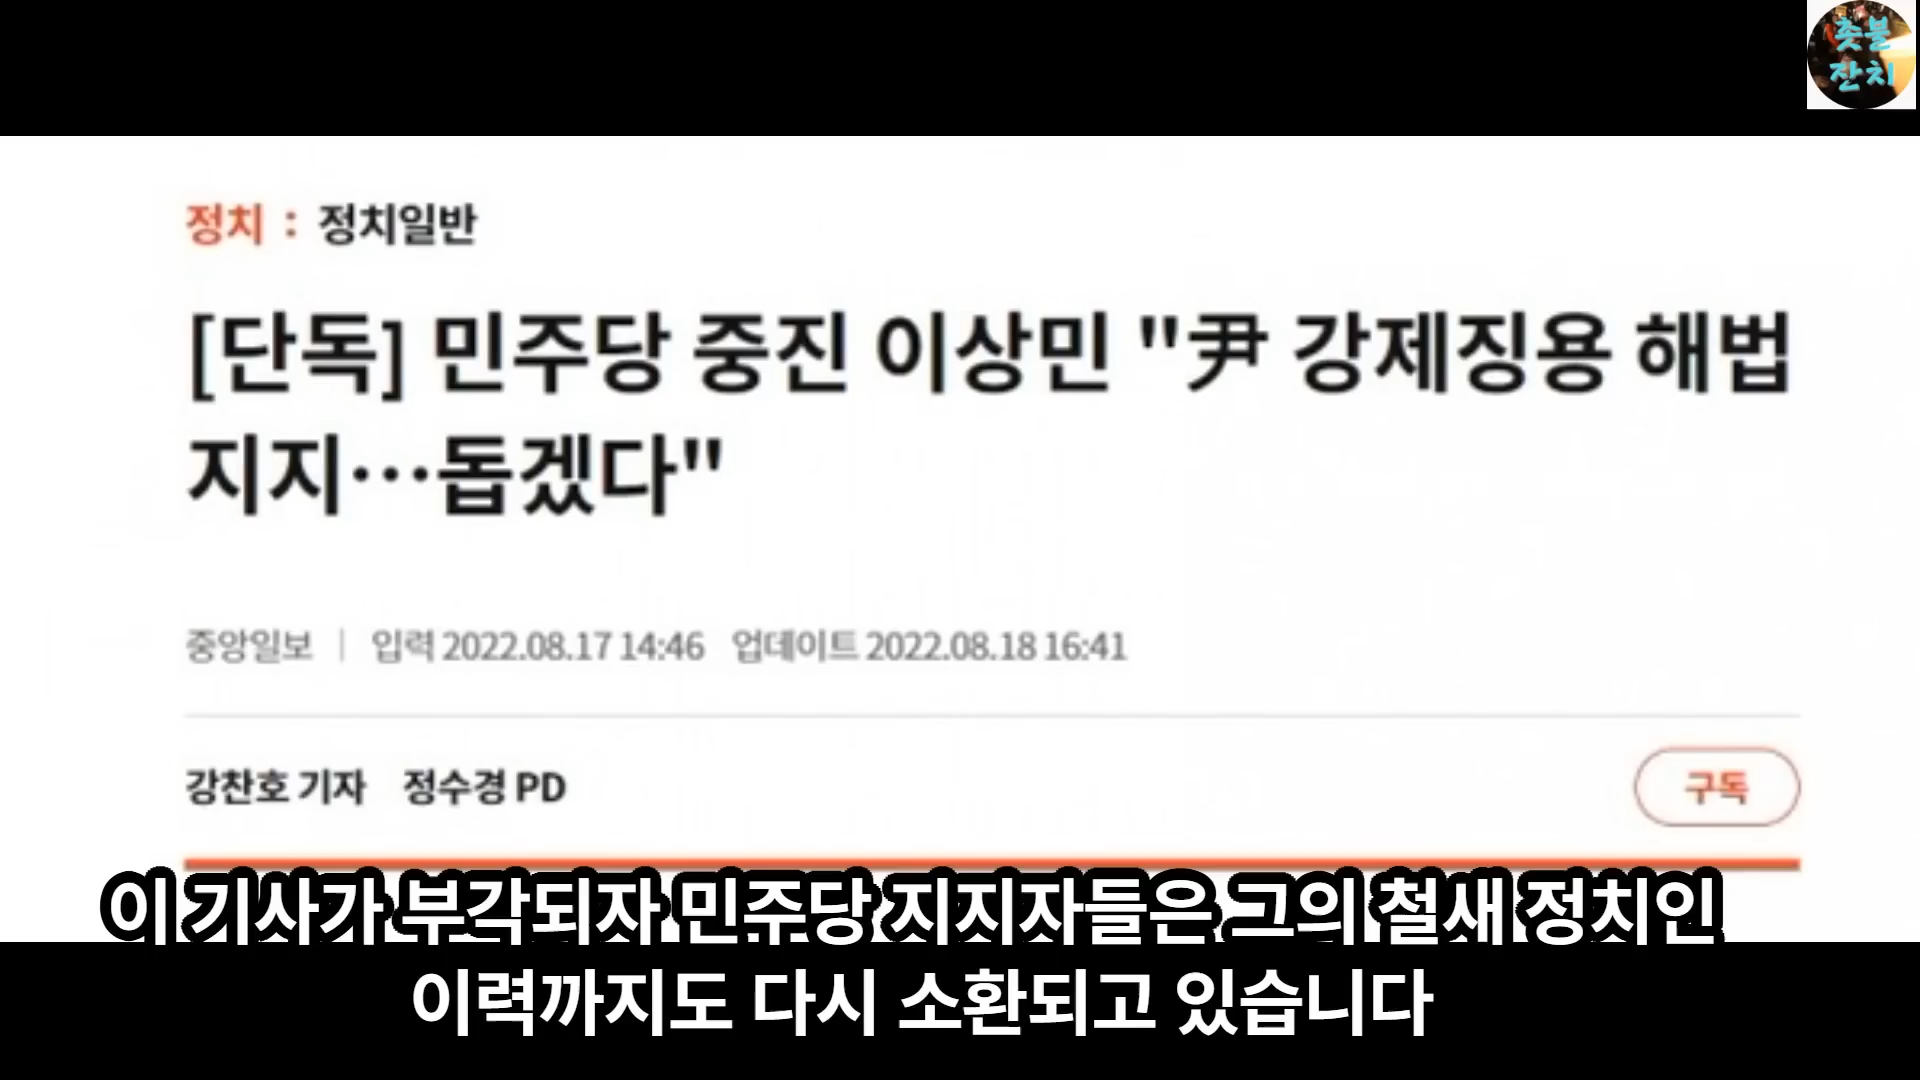 촛불
잔치
정치 : 정치일반
[단독] 민주당 중진 이상민 "尹 강제징용 해법
지지…돕겠다"
중앙일보 | 입력 2022.08.17 14:46 업데이트 2022.08.18 16:41
강찬호 기자 정수경 PD
구독
이 기사가 부각되자 민주당 지지자들은 그의 철새 정치인
이력까지도 다시 소환되고 있습니다